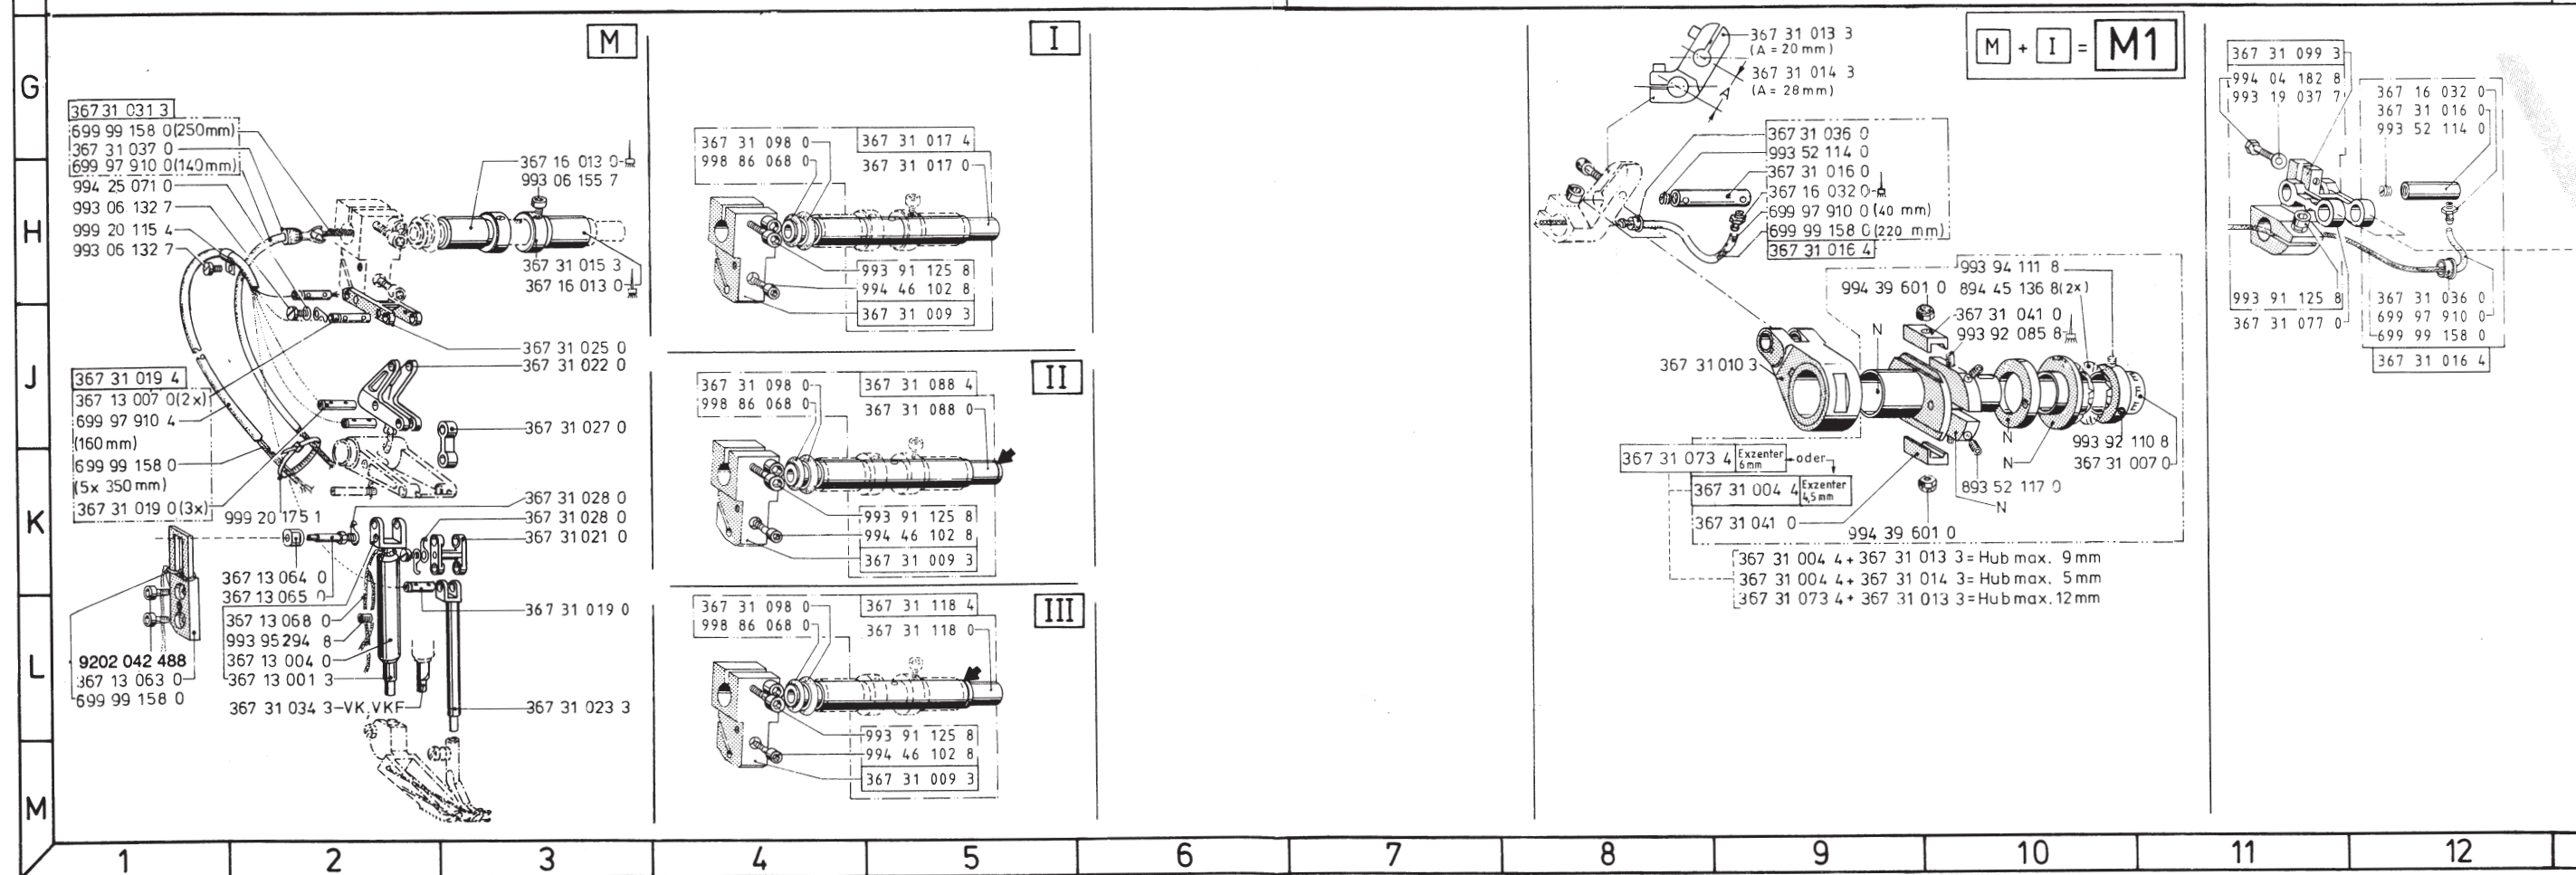 G
H
J
K
L
M
M
367 31 031 3
699 99 158 0 (250mm)
367 31 037 0
699 97 910 0 (140mm)
994 25 071 0
993 06 132 7
999 20 115 4
993 06 132 7
367 16 013 0
993 06 155 7
367 31 015 3
367 16 013 0
367 31 025 0
367 31 022 0
367 31 019 4
367 13 007 0 (2x)
699 97 910 4
(160 mm)
699 99 158 0
(5x 350 mm)
367 31 019 0 (3x)
999 20 175 1
367 31 027 0
367 31 028 0
367 31 028 0
367 31 021 0
367 13 064 0
367 13 065 0
367 13 068 0
993 95 294 8
367 13 004 0
367 13 001 3
367 31 034 3-VK,VKF
367 31 019 0
367 31 023 3
9202 042 488
367 13 063 0
699 99 158 0
I
367 31 098 0
998 86 068 0
367 31 017 4
367 31 017 0
993 91 125 8
994 46 102 8
367 31 009 3
II
367 31 098 0
998 86 068 0
367 31 088 4
367 31 088 0
993 91 125 8
994 46 102 8
367 31 009 3
III
367 31 098 0
998 86 068 0
367 31 118 4
367 31 118 0
993 91 125 8
994 46 102 8
367 31 009 3
M + I = M1
367 31 013 3
(A = 20 mm)
367 31 014 3
(A = 28 mm)
A
367 31 036 0
993 52 114 0
367 31 016 0
367 16 032 0
699 97 910 0 (40 mm)
699 99 158 0 (220 mm)
367 31 016 4
993 94 111 8
994 39 601 0
894 45 136 8 (2x)
367 31 041 0
993 92 085 8
N
367 31 010 3
N
N
993 92 110 8
367 31 007 0
367 31 073 4 Exzenter 6mm oder
367 31 004 4 Exzenter 4,5mm
893 52 117 0
N
367 31 041 0
994 39 601 0
367 31 004 4 + 367 31 013 3 = Hub max. 9 mm
367 31 004 4 + 367 31 014 3 = Hub max. 5 mm
367 31 073 4 + 367 31 013 3 = Hub max. 12 mm
367 31 099 3
994 04 182 8
993 19 037 7
367 16 032 0
367 31 016 0
993 52 114 0
993 91 125 8
367 31 077 0
367 31 036 0
699 97 910 0
699 99 158 0
367 31 016 4
1 2 3 4 5 6 7 8 9 10 11 12